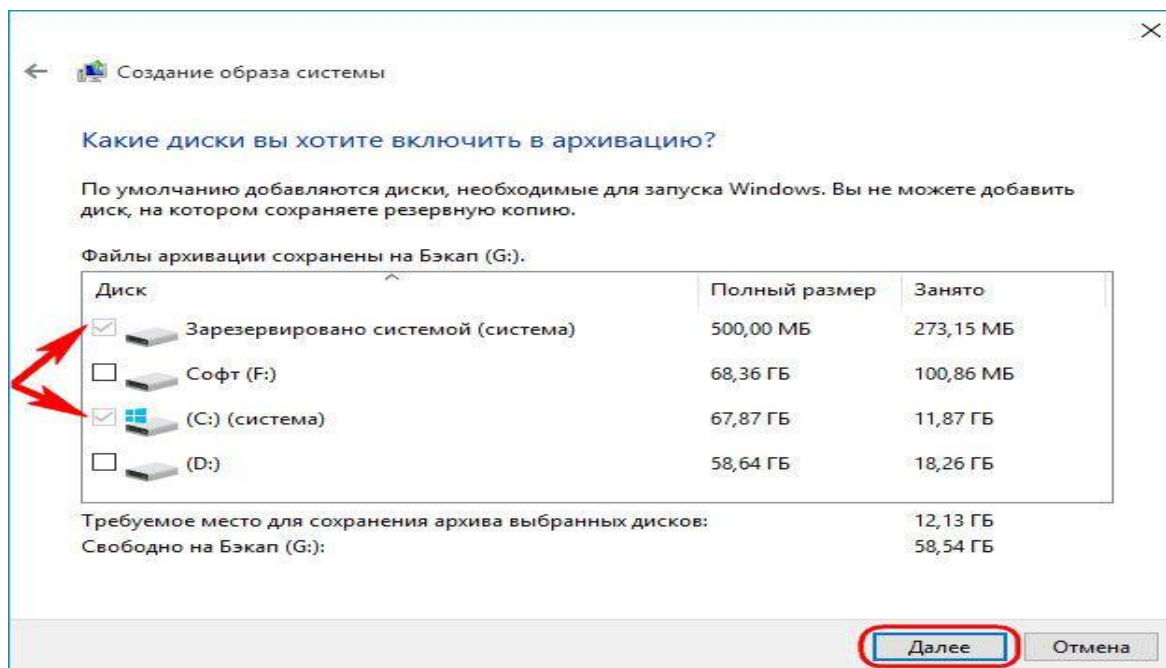 Создание образа системы
Какие диски вы хотите включить в архивацию?
По умолчанию добавляются диски, необходимые для запуска Windows. Вы не можете добавить
диск, на котором сохраняете резервную копию.
Файлы архивации сохранены на Бэкап (G:).
Диск Полный размер Занято
Зарезервировано системой (система) 500,00 МБ 273,15 МБ
Софт (F:) 68,36 ГБ 100,86 МБ
(C:) (система) 67,87 ГБ 11,87 ГБ
(D:) 58,64 ГБ 18,26 ГБ
Требуемое место для сохранения архива выбранных дисков: 12,13 ГБ
Свободно на Бэкап (G:): 58,54 ГБ
Далее Отмена